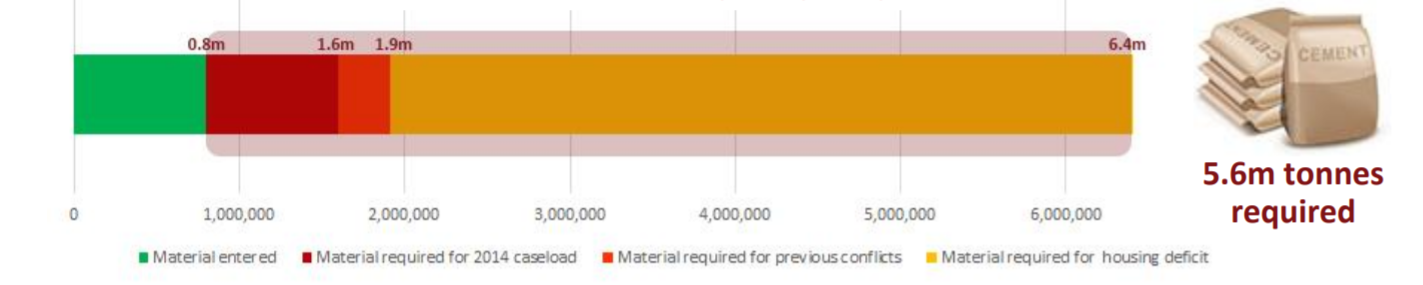 0.8m
1.6m
1.9m
6.4m
CEMENT
CEMENT
5.6m tonnes
required
0
1,000,000
2,000,000
3,000,000
4,000,000
5,000,000
6,000,000
Material entered
Material required for 2014 caseload
Material required for previous conflicts
Material required for housing deficit